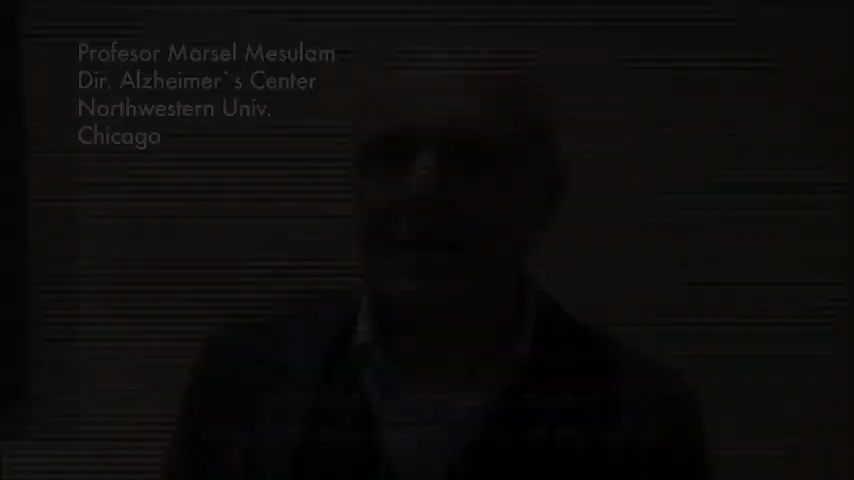 Profesor Marsel Mesulam
Dir. Alzheimer`s Center
Northwestern Univ.
Chicago